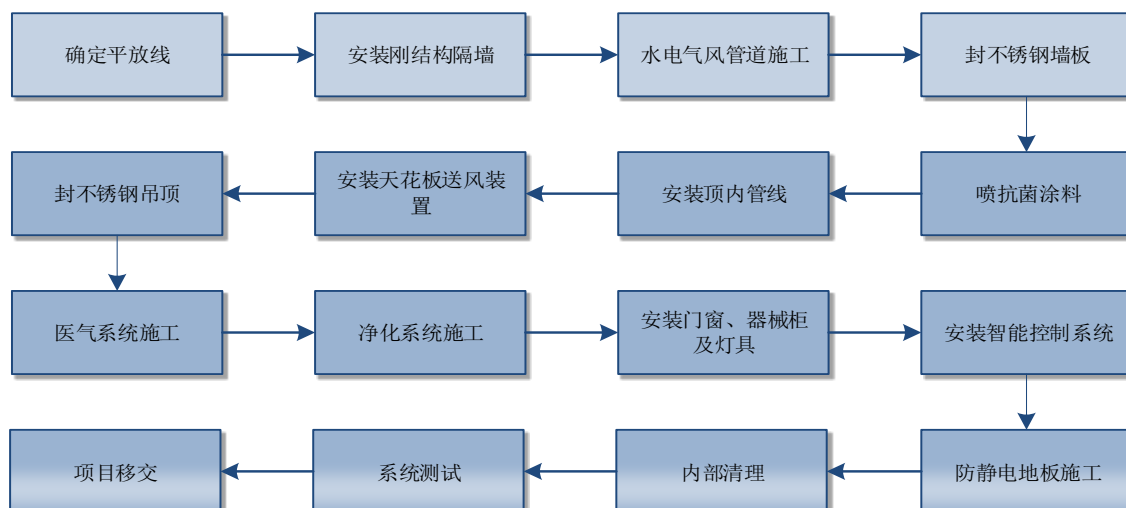 确定平放线
安装刚结构隔墙
水电气风管道施工
封不锈钢墙板
喷抗菌涂料
安装顶内管线
安装天花板送风装
置
封不锈钢吊顶
医气系统施工
净化系统施工
安装门窗、器械柜
及灯具
安装智能控制系统
防静电地板施工
内部清理
系统测试
项目移交